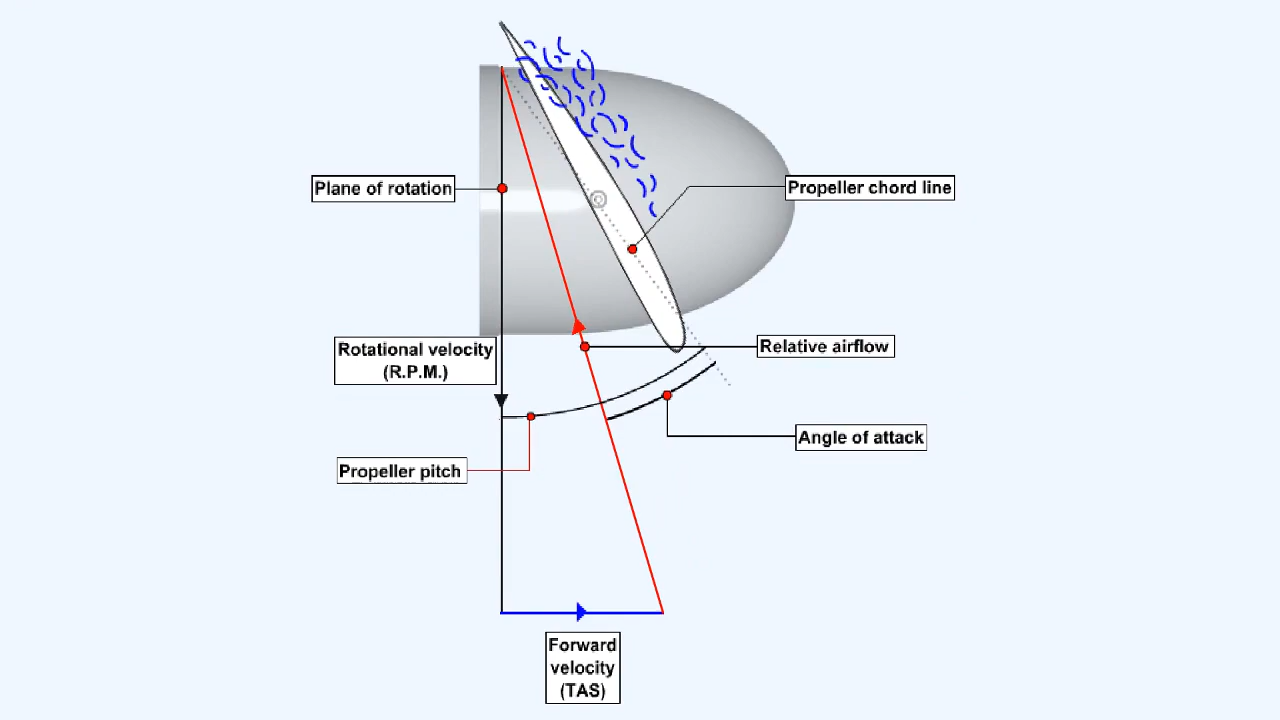 Plane of rotation
Propeller chord line
Rotational velocity
(R.P.M.)
Relative airflow
Angle of attack
Propeller pitch
Forward
velocity
(TAS)